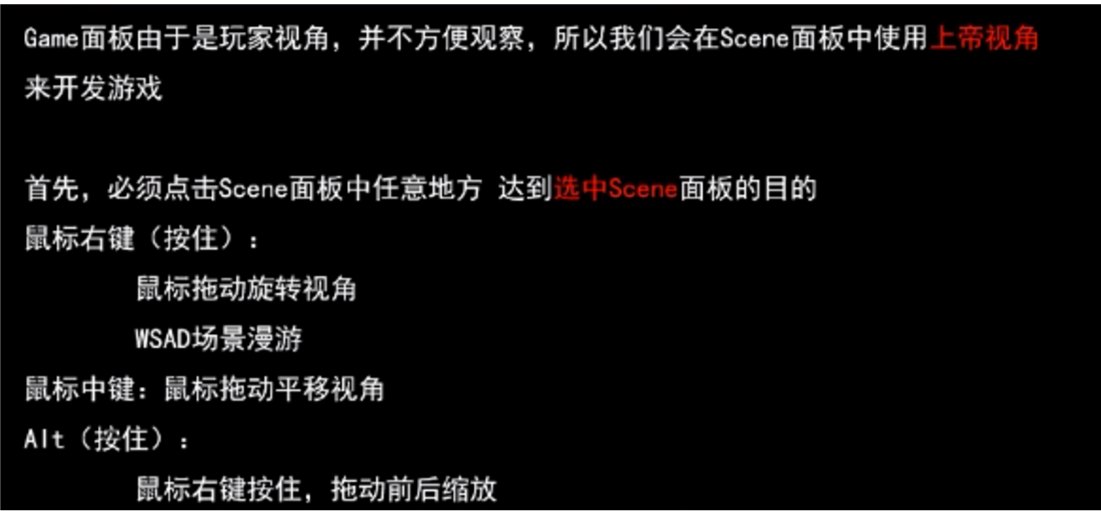 Game面板由于是玩家视角，并不方便观察，所以我们会在Scene面板中使用上帝视角
来开发游戏
首先，必须点击Scene面板中任意地方 达到选中Scene面板的目的
鼠标右键（按住）：
鼠标拖动旋转视角
WSAD场景漫游
鼠标中键：鼠标拖动平移视角
Alt（按住）：
鼠标右键按住，拖动前后缩放